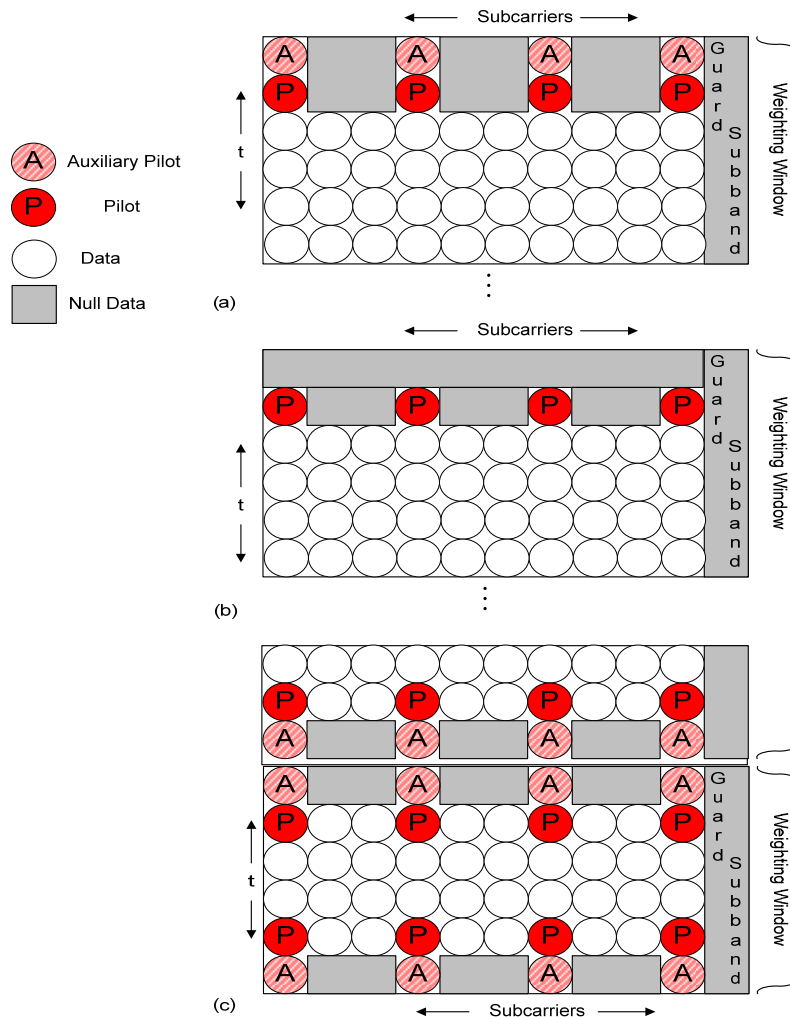 Subcarriers
A A A A
P P P P
t
Guard Subband
Weighting Window
A Auxiliary Pilot
P Pilot
Data
Null Data
(a)
Subcarriers
P P P P
t
Guard Subband
Weighting Window
(b)
P P P P
A A A A
A A A A
P P P P
t
Guard Subband
Weighting Window
P P P P
A A A A
(c)
Subcarriers